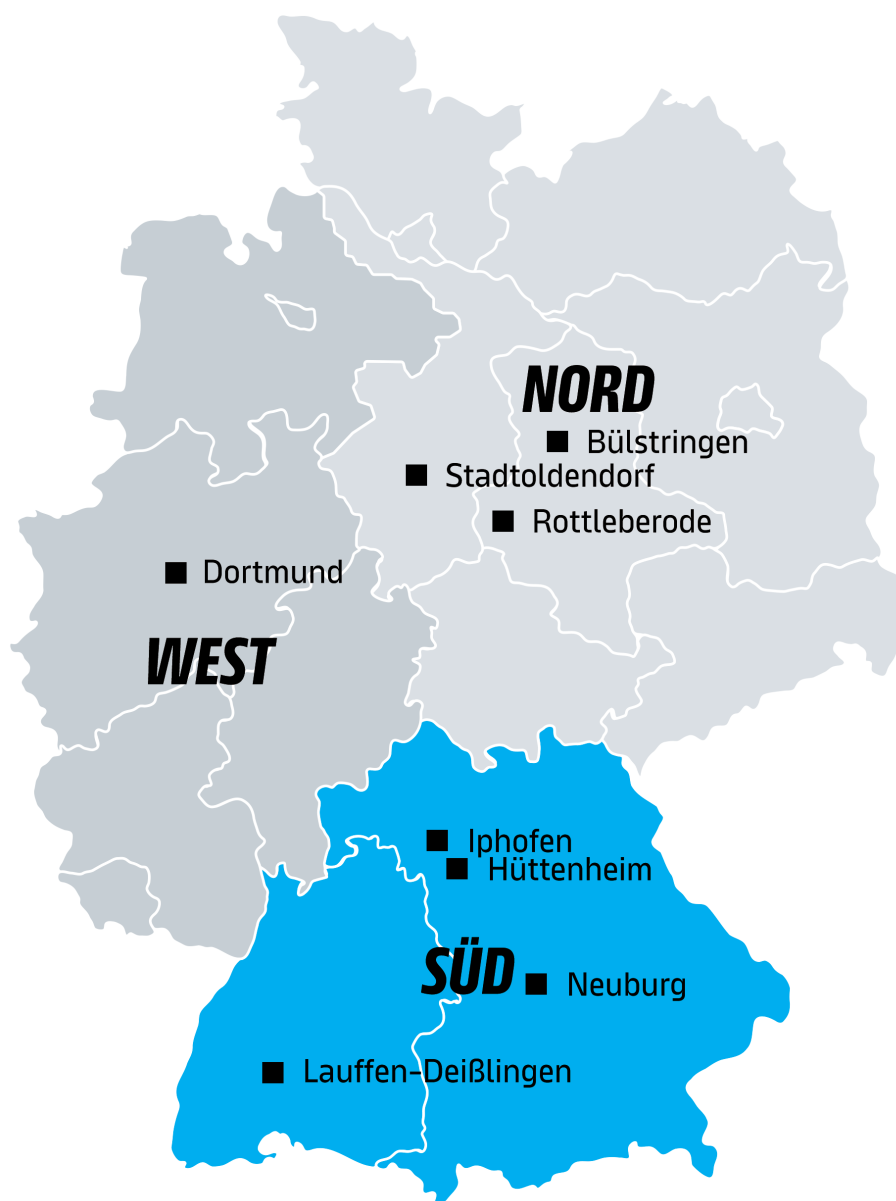 NORD
Bülstringen
Stadtoldendorf
Rottleberode
Dortmund
WEST
Iphofen
Hüttenheim
SÜD
Neuburg
Lauffen-Deißlingen